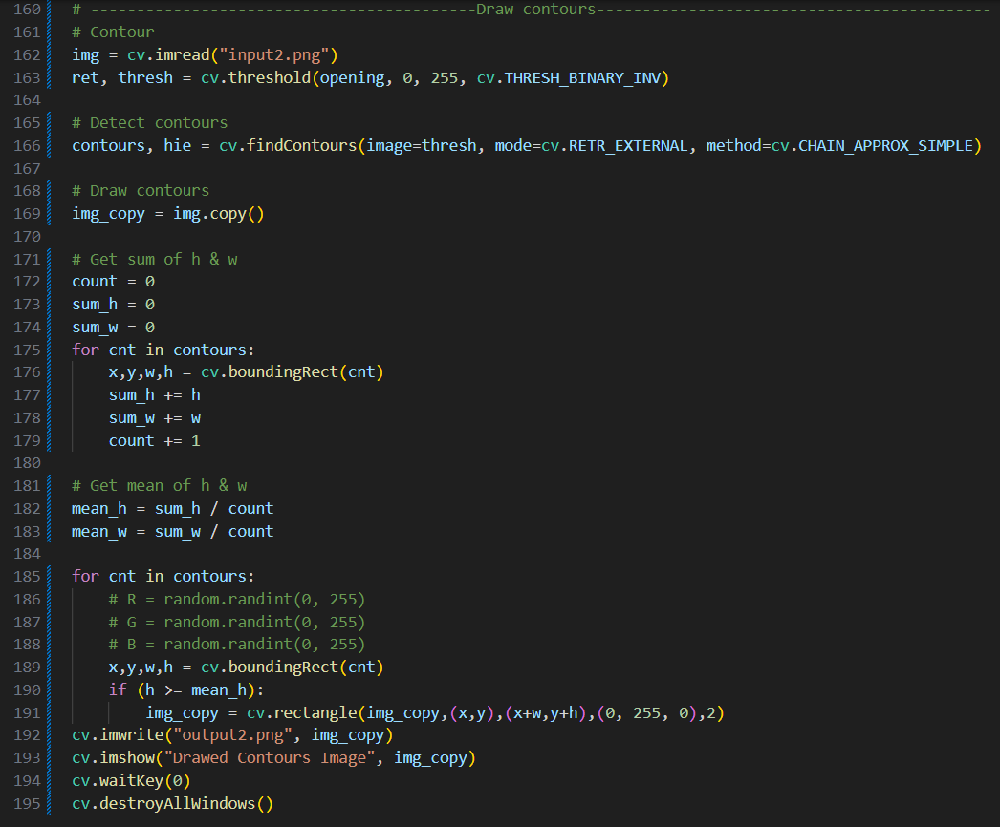 160 # ------------------------------------------Draw contours-------------------------------------------
161 # Contour
162 img = cv.imread("input2.png")
163 ret, thresh = cv.threshold(opening, 0, 255, cv.THRESH_BINARY_INV)
164
165 # Detect contours
166 contours, hie = cv.findContours(image=thresh, mode=cv.RETR_EXTERNAL, method=cv.CHAIN_APPROX_SIMPLE)
167
168 # Draw contours
169 img_copy = img.copy()
170
171 # Get sum of h & w
172 count = 0
173 sum_h = 0
174 sum_w = 0
175 for cnt in contours:
176     x,y,w,h = cv.boundingRect(cnt)
177     sum_h += h
178     sum_w += w
179     count += 1
180
181 # Get mean of h & w
182 mean_h = sum_h / count
183 mean_w = sum_w / count
184
185 for cnt in contours:
186     # R = random.randint(0, 255)
187     # G = random.randint(0, 255)
188     # B = random.randint(0, 255)
189     x,y,w,h = cv.boundingRect(cnt)
190     if (h >= mean_h):
191         img_copy = cv.rectangle(img_copy,(x,y),(x+w,y+h),(0, 255, 0),2)
192 cv.imwrite("output2.png", img_copy)
193 cv.imshow("Drawed Contours Image", img_copy)
194 cv.waitKey(0)
195 cv.destroyAllWindows()